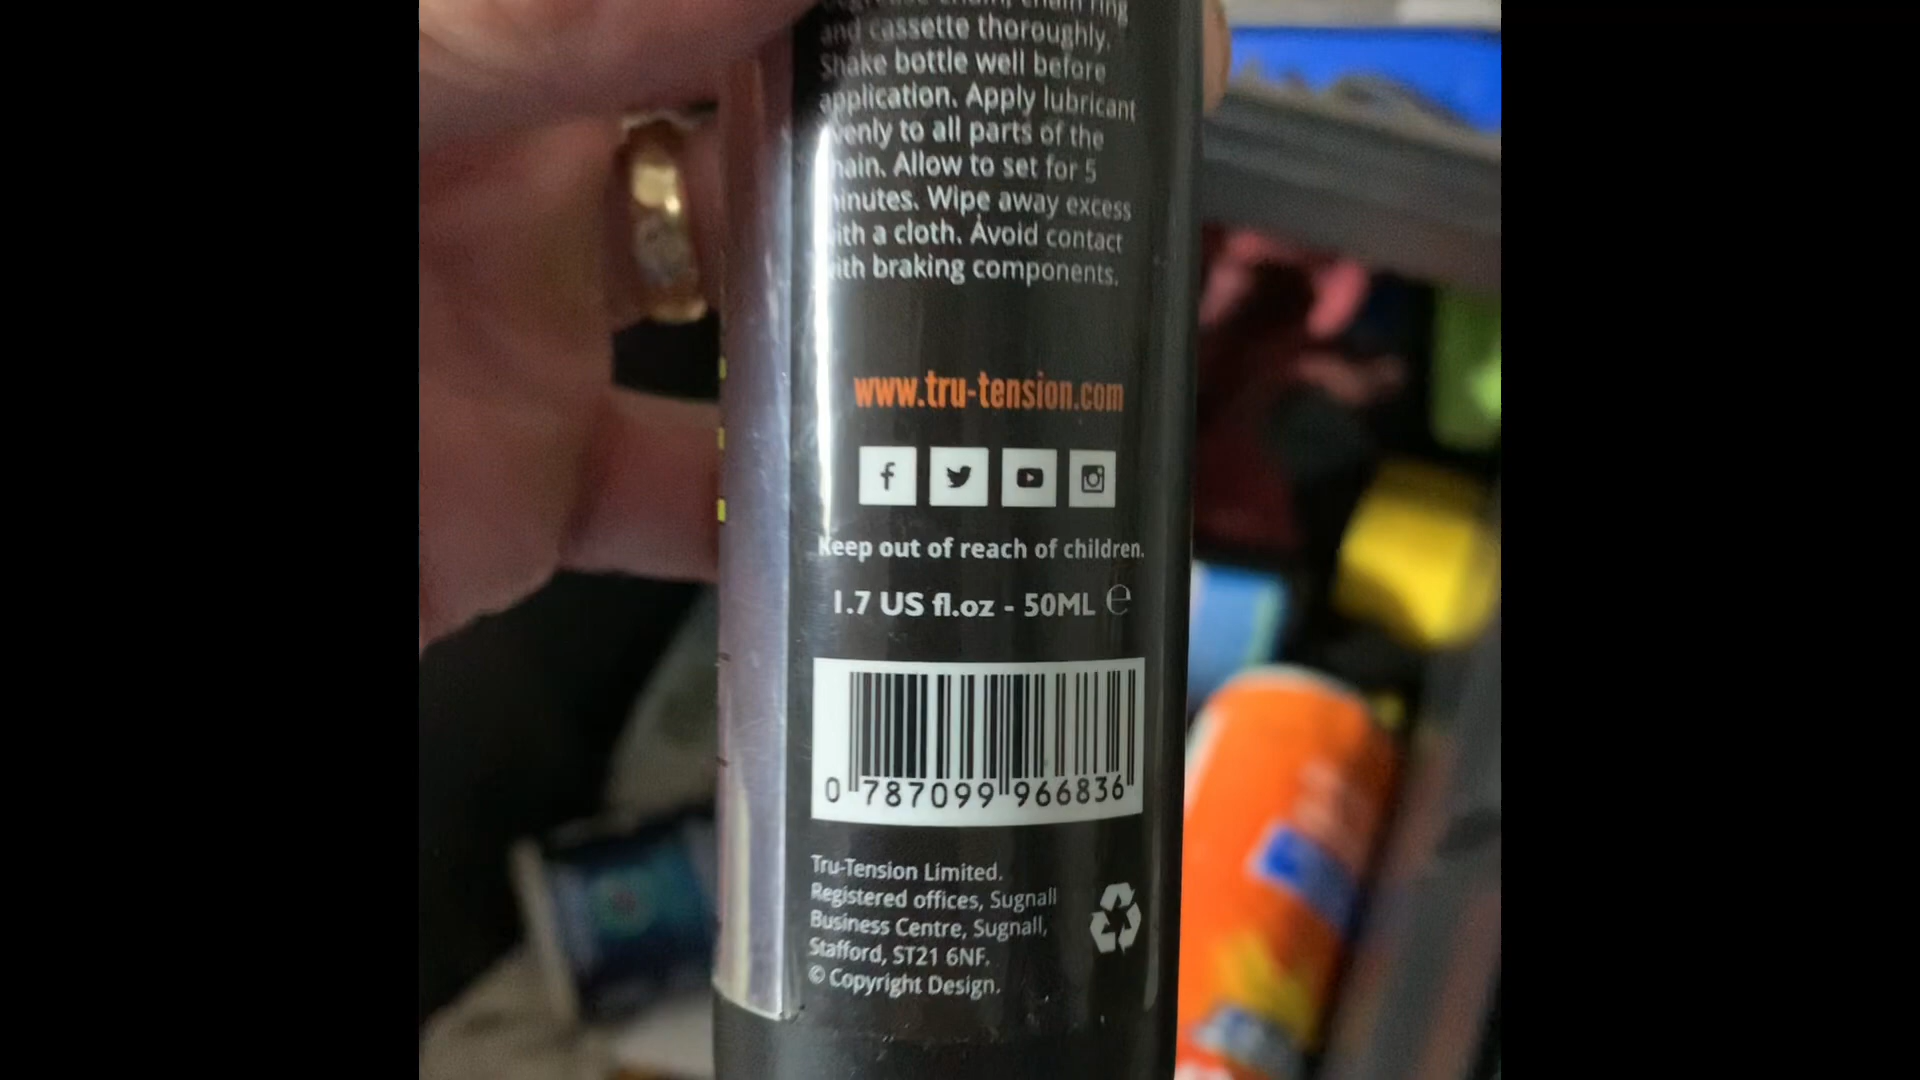 chain, chain ring
and cassette thoroughly.
Shake bottle well before
application. Apply lubricant
evenly to all parts of the
chain. Allow to set for 5
minutes. Wipe away excess
with a cloth. Avoid contact
with braking components.
www.tru-tension.com
Keep out of reach of children.
1.7 US fl.oz - 50ML ℮
0 787099 966836
Tru-Tension Limited.
Registered offices, Sugnall
Business Centre, Sugnall,
Stafford, ST21 6NF.
© Copyright Design.